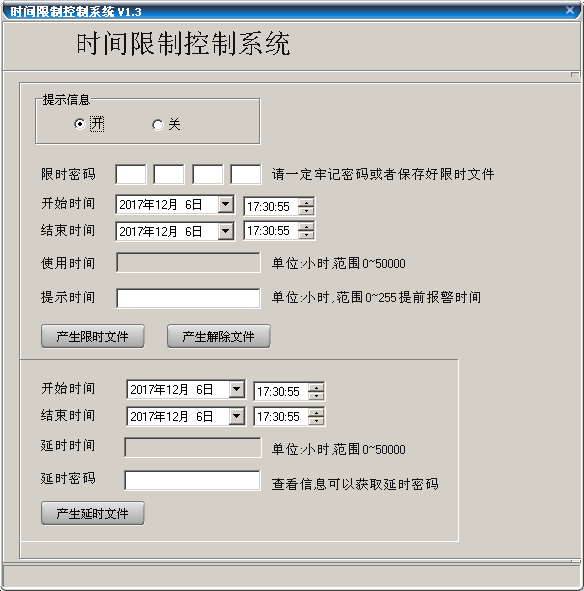 时间限制控制系统 V1.3
时间限制控制系统
提示信息
开 关
限时密码 请一定牢记密码或者保存好限时文件
开始时间 2017年12月 6日 17:30:55
结束时间 2017年12月 6日 17:30:55
使用时间 单位:小时,范围0~50000
提示时间 单位:小时,范围0~255提前报警时间
产生限时文件 产生解除文件
开始时间 2017年12月 6日 17:30:55
结束时间 2017年12月 6日 17:30:55
延时时间 单位:小时,范围0~50000
延时密码 查看信息可以获取延时密码
产生延时文件